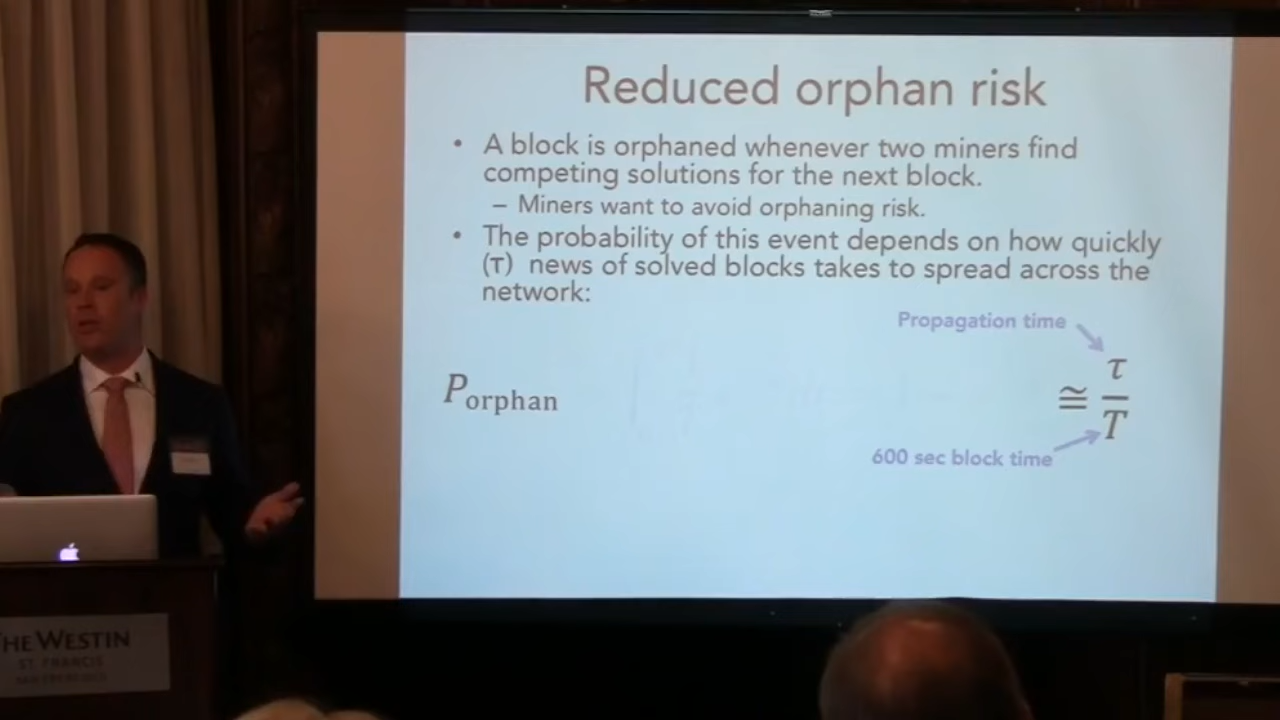 Reduced orphan risk
• A block is orphaned whenever two miners find
competing solutions for the next block.
– Miners want to avoid orphaning risk.
• The probability of this event depends on how quickly
(τ) news of solved blocks takes to spread across the
network:
Propagation time
P orphan ≅ τ/T
600 sec block time
THE WESTIN
ST. FRANCIS